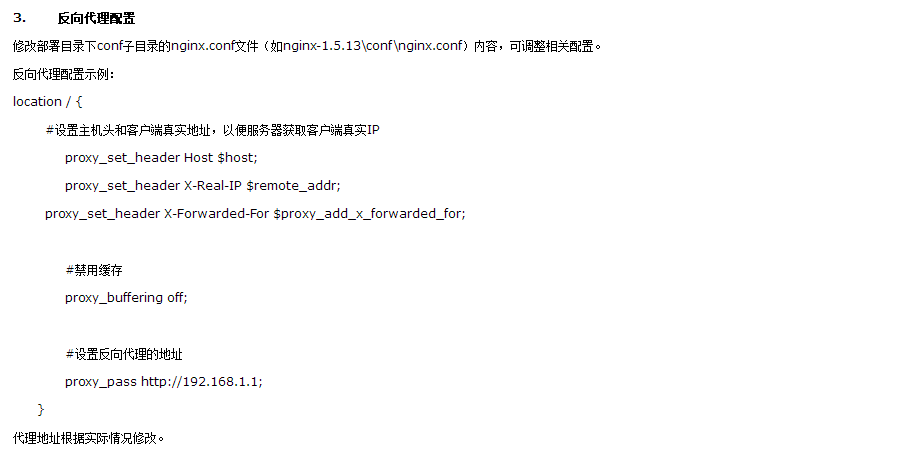 3. 反向代理配置
修改部署目录下conf子目录的nginx.conf文件（如nginx-1.5.13\conf\nginx.conf）内容，可调整相关配置。
反向代理配置示例：
location / {
#设置主机头和客户端真实地址，以便服务器获取客户端真实IP
proxy_set_header Host $host;
proxy_set_header X-Real-IP $remote_addr;
proxy_set_header X-Forwarded-For $proxy_add_x_forwarded_for;
#禁用缓存
proxy_buffering off;
#设置反向代理的地址
proxy_pass http://192.168.1.1;
}
代理地址根据实际情况修改。